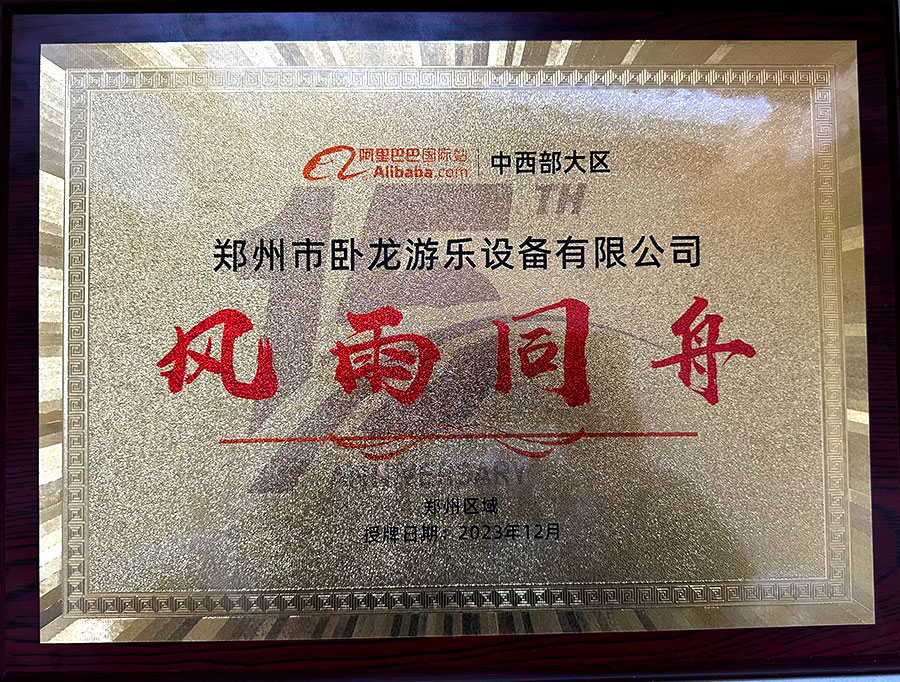 阿里巴巴国际站 中西部大区
Alibaba.com
15TH
郑州市卧龙游乐设备有限公司
风雨同舟
ANNIVERSARY
郑州区域
授牌日期：2023年12月